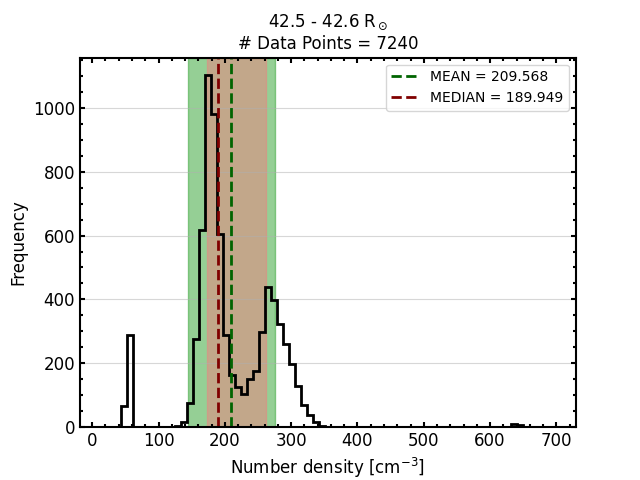 42.5 - 42.6 R⊙
# Data Points = 7240
MEAN = 209.568
MEDIAN = 189.949
Frequency
1000
800
600
400
200
0
0 100 200 300 400 500 600 700
Number density [cm⁻³]